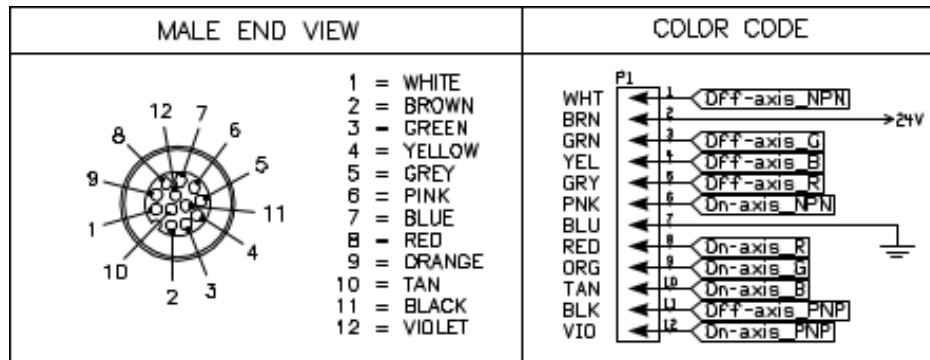 MALE END VIEW
COLOR CODE
1 = WHITE
2 = BROWN
3 = GREEN
4 = YELLOW
5 = GREY
6 = PINK
7 = BLUE
8 = RED
9 = ORANGE
10 = TAN
11 = BLACK
12 = VIOLET
12
7
8
6
9
5
1
11
10
4
2
3
P1
WHT 1 Off-axis_NPN
BRN 2 24V
GRN 3 Off-axis_G
YEL 4 Off-axis_B
GRY 5 Off-axis_R
PNK 6 On-axis_NPN
BLU 7
RED 8 On-axis_R
ORG 9 On-axis_G
TAN 10 On-axis_B
BLK 11 Off-axis_PNP
VIO 12 On-axis_PNP